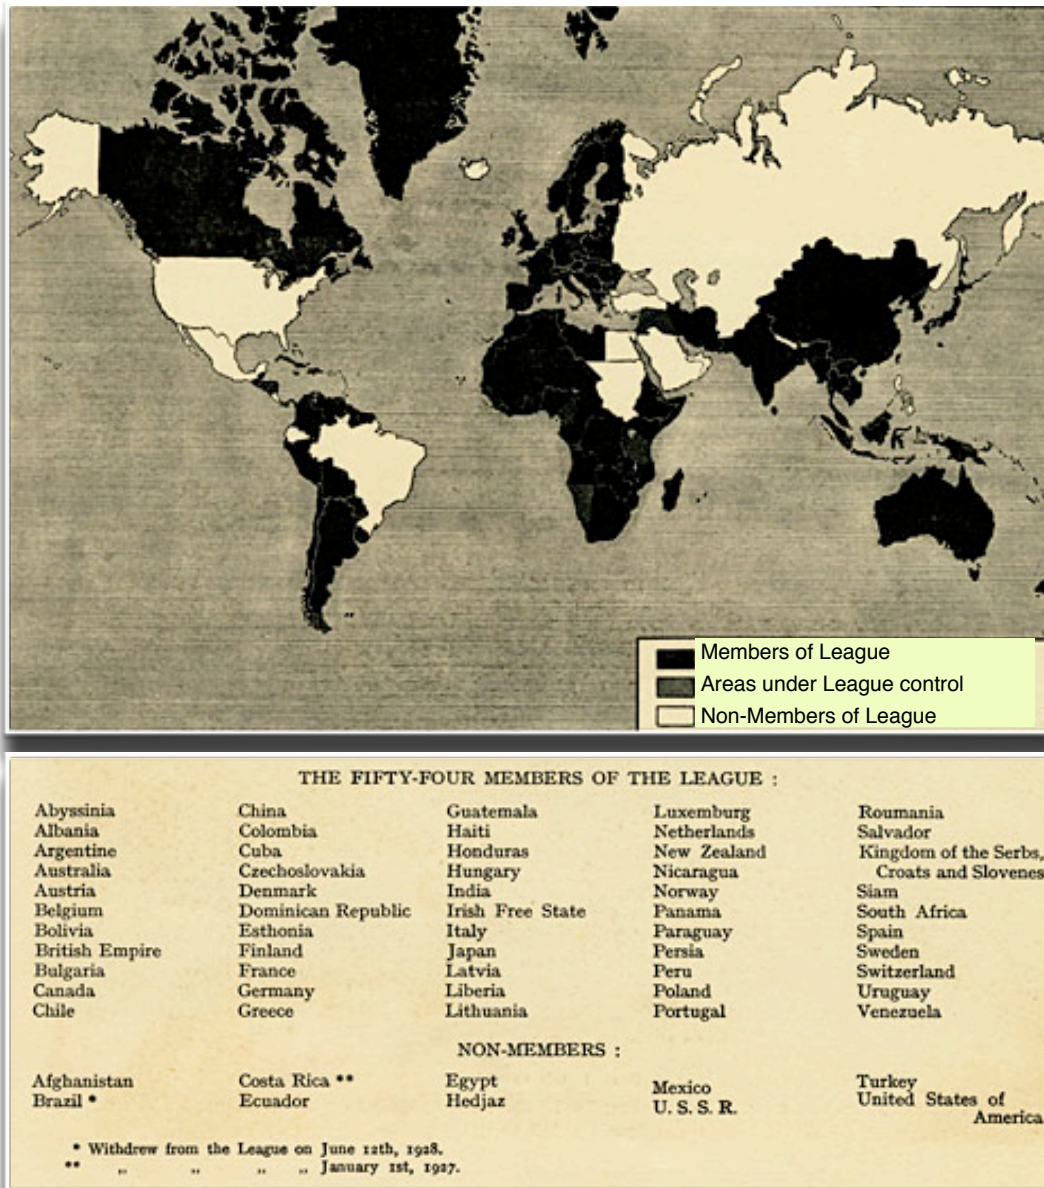 Members of League
Areas under League control
Non-Members of League
THE FIFTY-FOUR MEMBERS OF THE LEAGUE :
Abyssinia
Albania
Argentine
Australia
Austria
Belgium
Bolivia
British Empire
Bulgaria
Canada
Chile
China
Colombia
Cuba
Czechoslovakia
Denmark
Dominican Republic
Esthonia
Finland
France
Germany
Greece
Guatemala
Haiti
Honduras
Hungary
India
Irish Free State
Italy
Japan
Latvia
Liberia
Lithuania
Luxemburg
Netherlands
New Zealand
Nicaragua
Norway
Panama
Paraguay
Persia
Peru
Poland
Portugal
Roumania
Salvador
Kingdom of the Serbs,
Croats and Slovenes
Siam
South Africa
Spain
Sweden
Switzerland
Uruguay
Venezuela
NON-MEMBERS :
Afghanistan
Brazil *
Costa Rica **
Ecuador
Egypt
Hedjaz
Mexico
U. S. S. R.
Turkey
United States of
America
* Withdrew from the League on June 12th, 1928.
** „ „ „ „ January 1st, 1927.